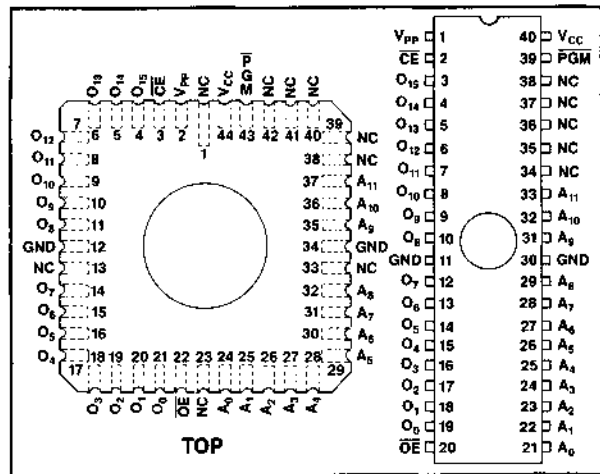 O13 O14 O15 C̅E̅ VPP NC VCC P̅G̅M̅ NC NC NC
7 6 5 4 3 2 1 44 43 42 41 40 39
O12
O11 8
O10 9
O9 10
O8 11
GND 12
NC 13
O7 14
O6 15
O5 16
O4 17
NC
38 NC
37 A11
36 A10
35 A9
34 GND
33 NC
32 A8
31 A7
30 A6
29 A5
18 19 20 21 22 23 24 25 26 27 28
O3 O2 O1 O0 O̅E̅ NC A0 A1 A2 A3 A4
TOP
VPP 1 40 VCC
C̅E̅ 2 39 P̅G̅M̅
O15 3 38 NC
O14 4 37 NC
O13 5 36 NC
O12 6 35 NC
O11 7 34 NC
O10 8 33 A11
O9 9 32 A10
O8 10 31 A9
GND 11 30 GND
O7 12 29 A8
O6 13 28 A7
O5 14 27 A6
O4 15 26 A5
O3 16 25 A4
O2 17 24 A3
O1 18 23 A2
O0 19 22 A1
O̅E̅ 20 21 A0